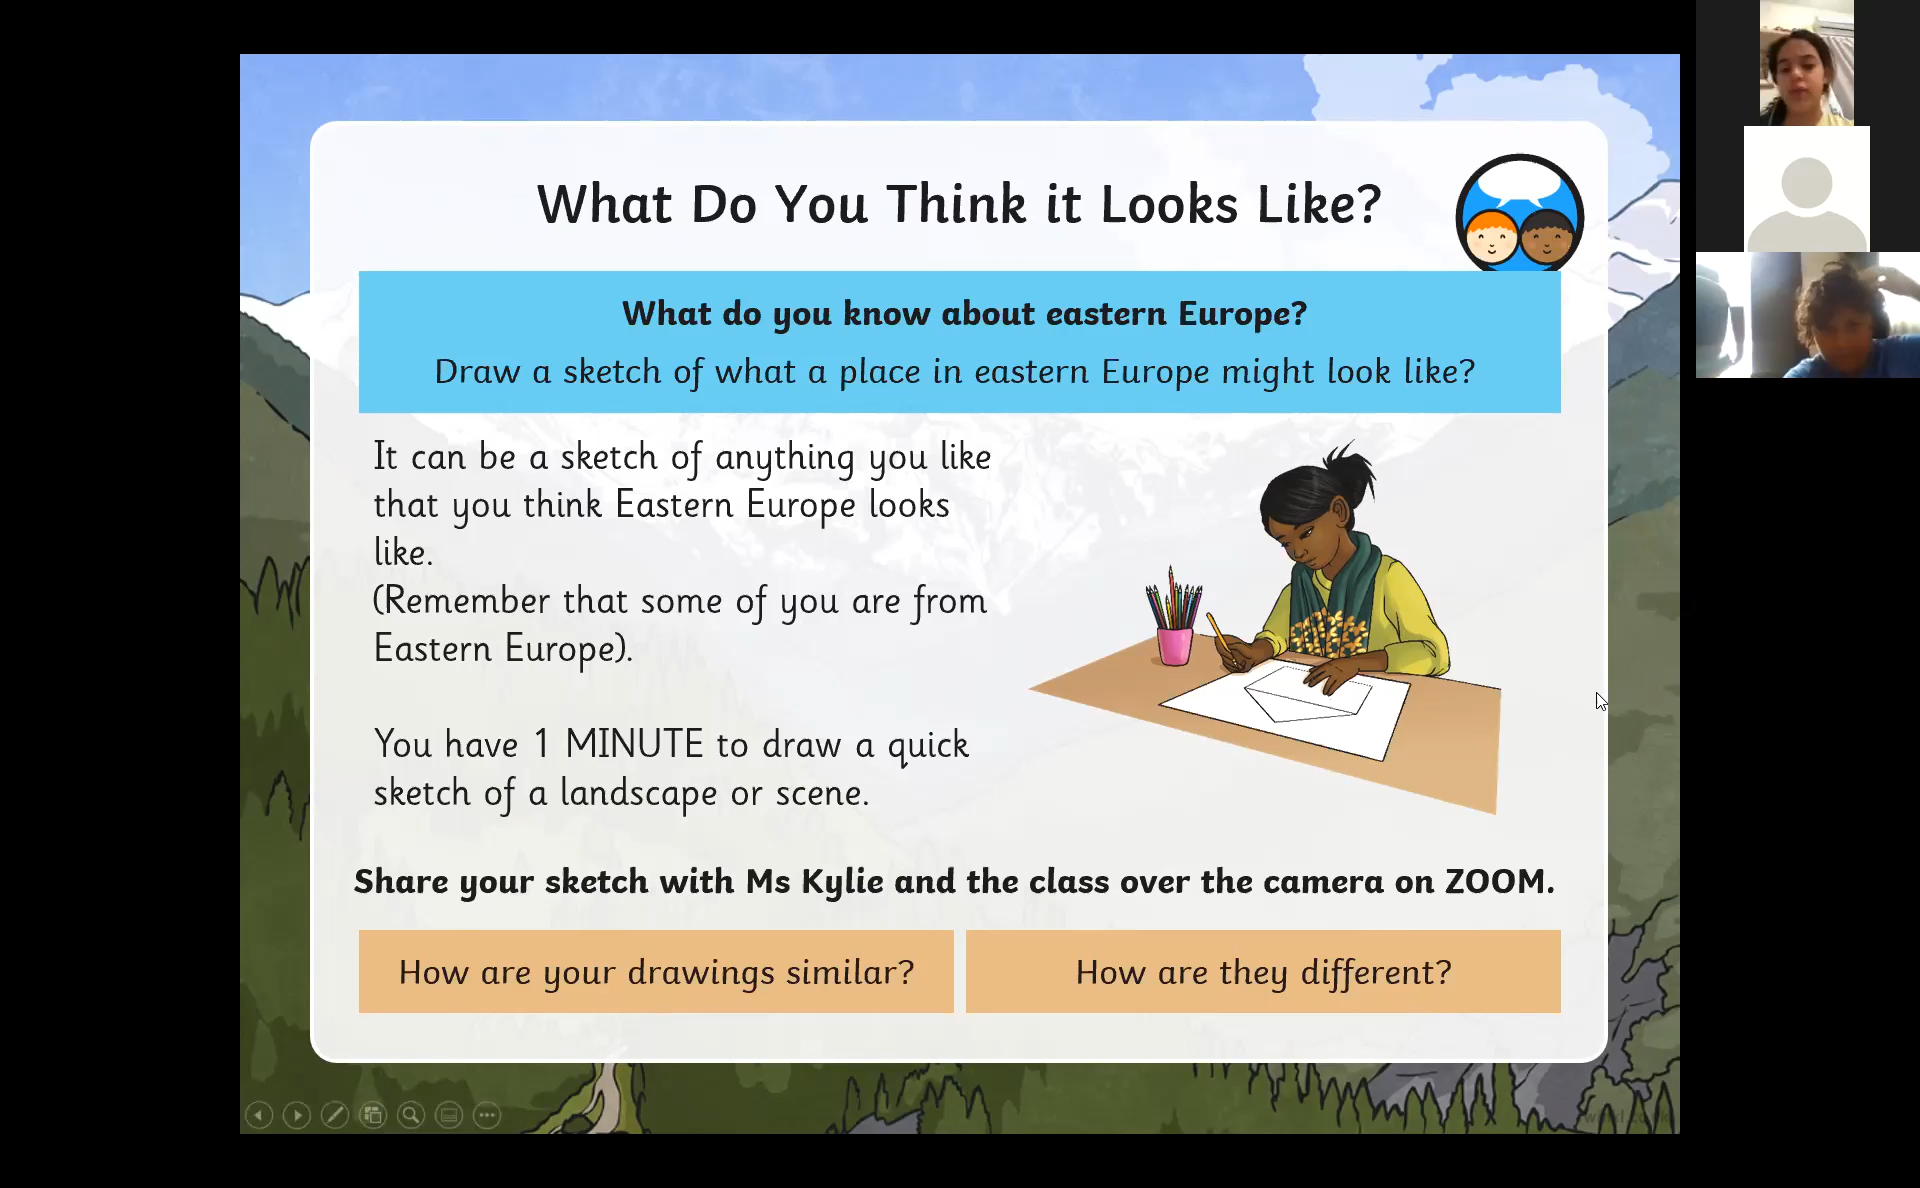 What Do You Think it Looks Like?
What do you know about eastern Europe?
Draw a sketch of what a place in eastern Europe might look like?
It can be a sketch of anything you like
that you think Eastern Europe looks
like.
(Remember that some of you are from
Eastern Europe).
You have 1 MINUTE to draw a quick
sketch of a landscape or scene.
Share your sketch with Ms Kylie and the class over the camera on ZOOM.
How are your drawings similar?
How are they different?